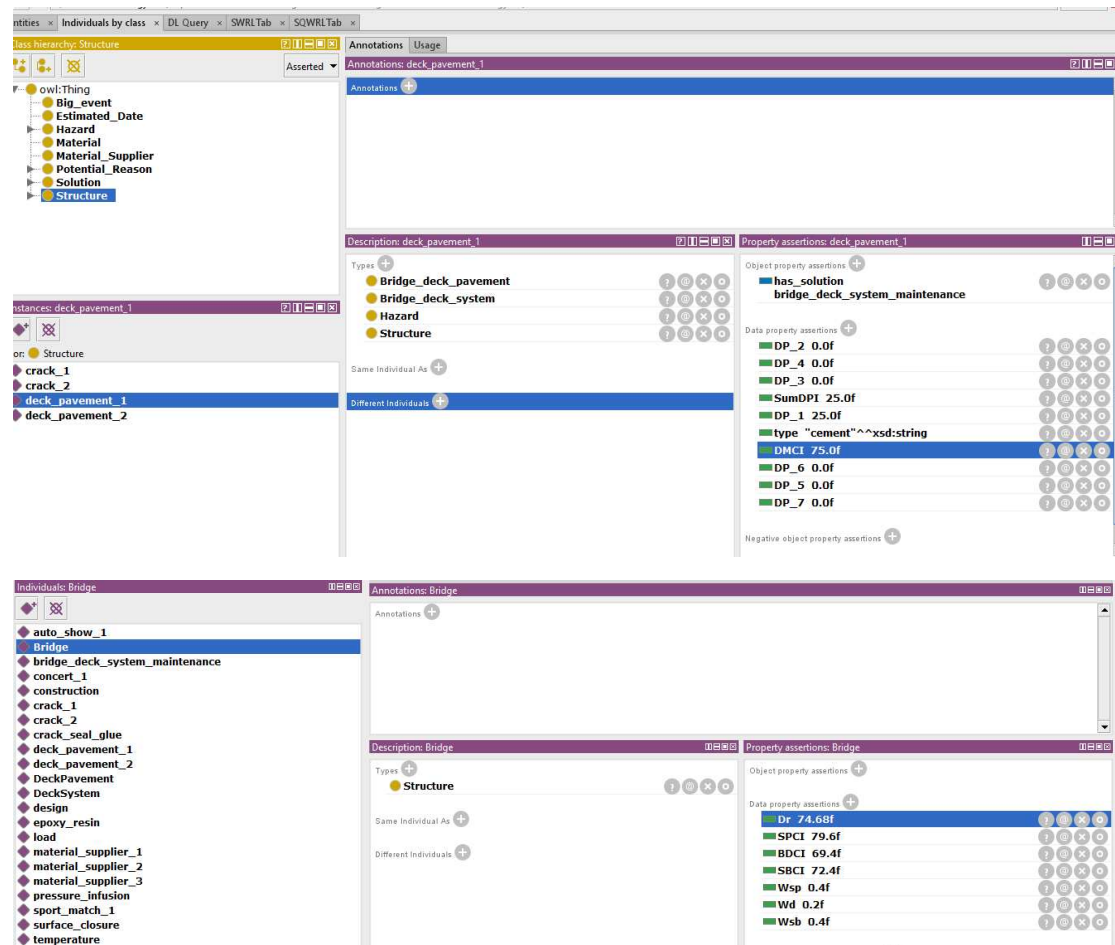 ntities × Individuals by class × DL Query × SWRLTab × SQWRLTab ×
Class hierarchy: Structure
Asserted
owl:Thing
Big_event
Estimated_Date
Hazard
Material
Material_Supplier
Potential_Reason
Solution
Structure
nstances: deck_pavement_1
or: Structure
crack_1
crack_2
deck_pavement_1
deck_pavement_2
Annotations Usage
Annotations: deck_pavement_1
Annotations
Description: deck_pavement_1
Types
Bridge_deck_pavement
Bridge_deck_system
Hazard
Structure
Same Individual As
Different Individuals
Property assertions: deck_pavement_1
Object property assertions
has_solution
bridge_deck_system_maintenance
Data property assertions
DP_2 0.0f
DP_4 0.0f
DP_3 0.0f
SumDPI 25.0f
DP_1 25.0f
type "cement"^^xsd:string
DMCI 75.0f
DP_6 0.0f
DP_5 0.0f
DP_7 0.0f
Negative object property assertions
Individuals: Bridge
auto_show_1
Bridge
bridge_deck_system_maintenance
concert_1
construction
crack_1
crack_2
crack_seal_glue
deck_pavement_1
deck_pavement_2
DeckPavement
DeckSystem
design
epoxy_resin
load
material_supplier_1
material_supplier_2
material_supplier_3
pressure_infusion
sport_match_1
surface_closure
temperature
Annotations: Bridge
Annotations
Description: Bridge
Types
Structure
Same Individual As
Different Individuals
Property assertions: Bridge
Object property assertions
Data property assertions
Dr 74.68f
SPCI 79.6f
BDCI 69.4f
SBCI 72.4f
Wsp 0.4f
Wd 0.2f
Wsb 0.4f